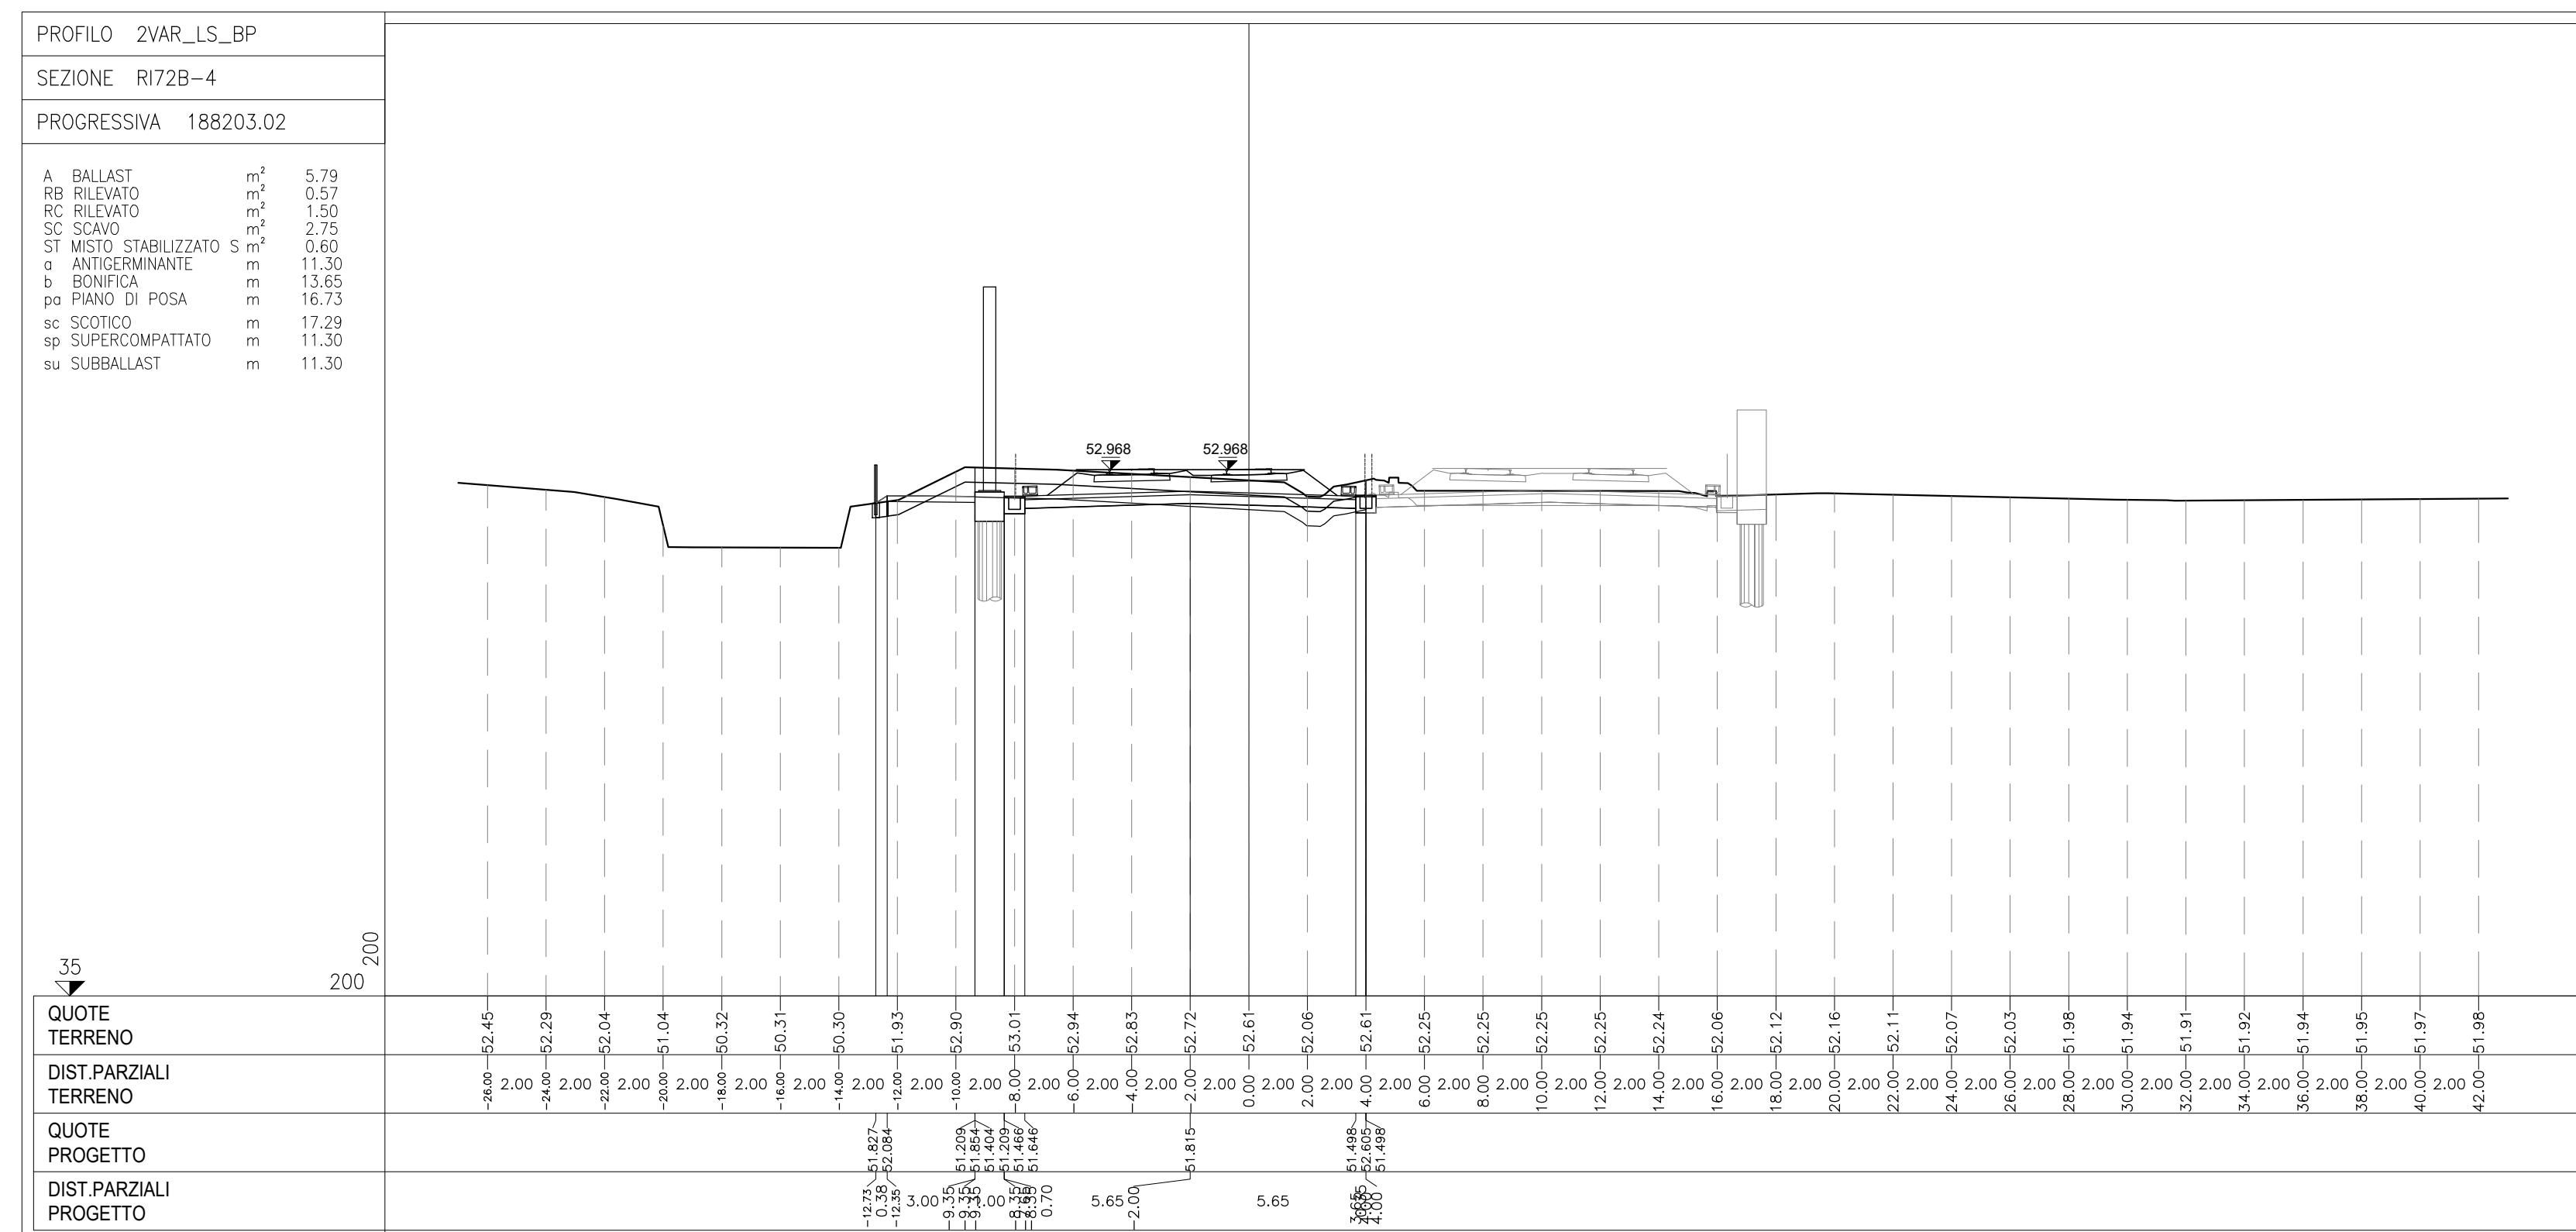 PROFILO 2VAR_LS_BP
SEZIONE RI72B-4
PROGRESSIVA 188203.02
A BALLAST m² 5.79
RB RILEVATO m² 0.57
RC RILEVATO m² 1.50
SC SCAVO m² 2.75
ST MISTO STABILIZZATO S m² 0.60
a ANTIGERMINANTE m 11.30
b BONIFICA m 13.65
pa PIANO DI POSA m 16.73
sc SCOTICO m 17.29
sp SUPERCOMPATTATO m 11.30
su SUBBALLAST m 11.30
52.968 52.968
200
35 200
QUOTE
TERRENO
52.45 52.29 52.04 51.04 50.32 50.31 50.30 51.93 52.90 53.01 52.94 52.83 52.72 52.61 52.06 52.61 52.25 52.25 52.25 52.25 52.24 52.06 52.12 52.16 52.11 52.07 52.03 51.98 51.94 51.91 51.92 51.94 51.95 51.97 51.98
DIST.PARZIALI
TERRENO
-26.00 2.00 -24.00 2.00 -22.00 2.00 -20.00 2.00 -18.00 2.00 -16.00 2.00 -14.00 2.00 -12.00 2.00 -10.00 2.00 -8.00 2.00 -6.00 2.00 -4.00 2.00 -2.00 2.00 0.00 2.00 2.00 2.00 4.00 2.00 6.00 2.00 8.00 2.00 10.00 2.00 12.00 2.00 14.00 2.00 16.00 2.00 18.00 2.00 20.00 2.00 22.00 2.00 24.00 2.00 26.00 2.00 28.00 2.00 30.00 2.00 32.00 2.00 34.00 2.00 36.00 2.00 38.00 2.00 40.00 2.00 42.00
QUOTE
PROGETTO
51.827 52.084 51.209 51.854 51.404 51.209 51.466 51.646 51.815 51.498 52.605 51.498
DIST.PARZIALI
PROGETTO
-12.73 0.38 -12.35 3.00 -9.35 -9.35 0.70 5.65 -2.00 5.65 4.00